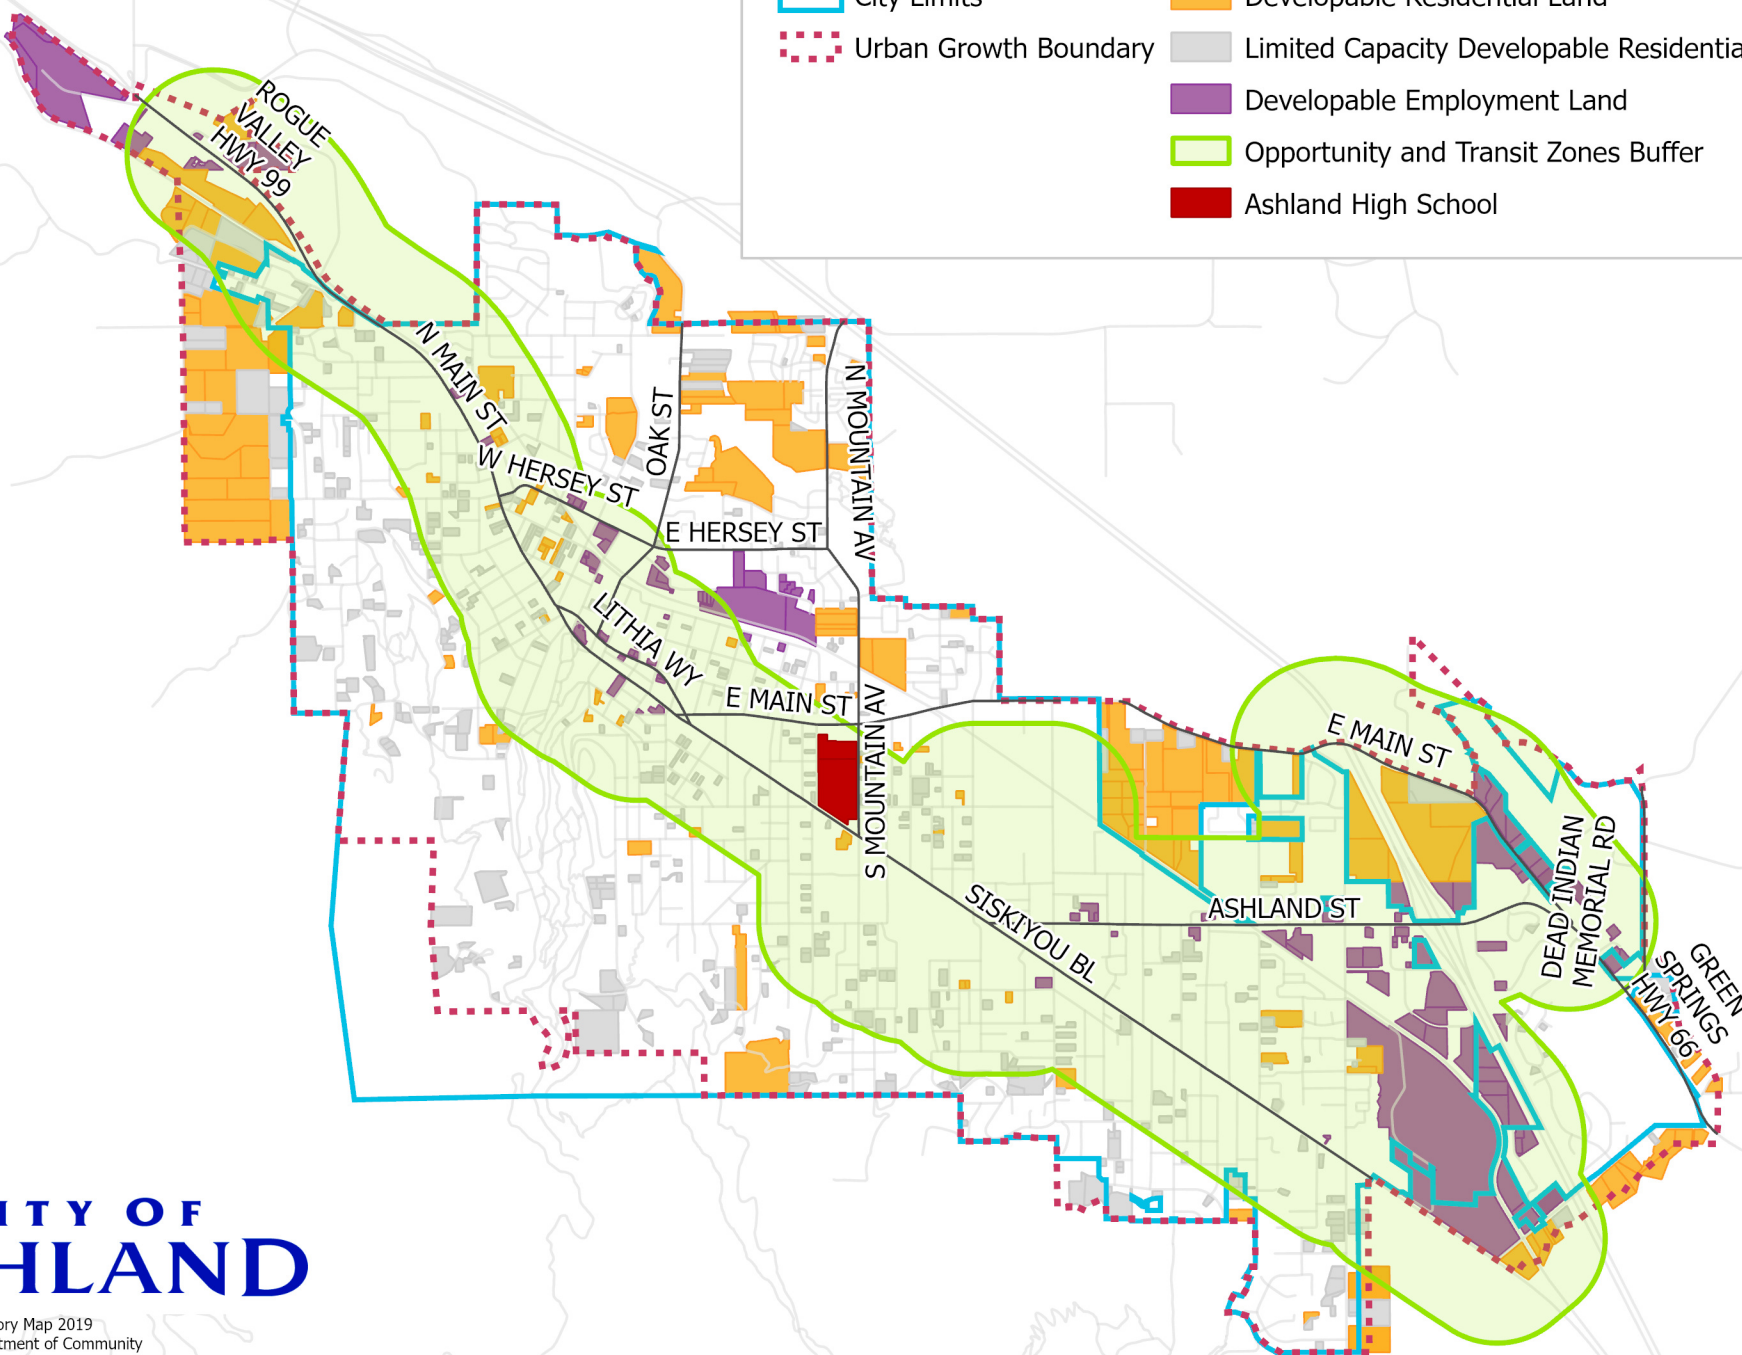 City Limits
Developable Residential Land
Urban Growth Boundary
Limited Capacity Developable Residentia
Developable Employment Land
Opportunity and Transit Zones Buffer
Ashland High School
ROGUE
VALLEY
HWY 99
N MAIN ST
W HERSEY ST
OAK ST
N MOUNTAIN AV
E HERSEY ST
LITHIA WY
E MAIN ST
S MOUNTAIN AV
E MAIN ST
SISKIYOU BL
ASHLAND ST
DEAD INDIAN
MEMORIAL RD
GREEN
SPRINGS
HWY 66
ITY OF
HLAND
ory Map 2019
tment of Community